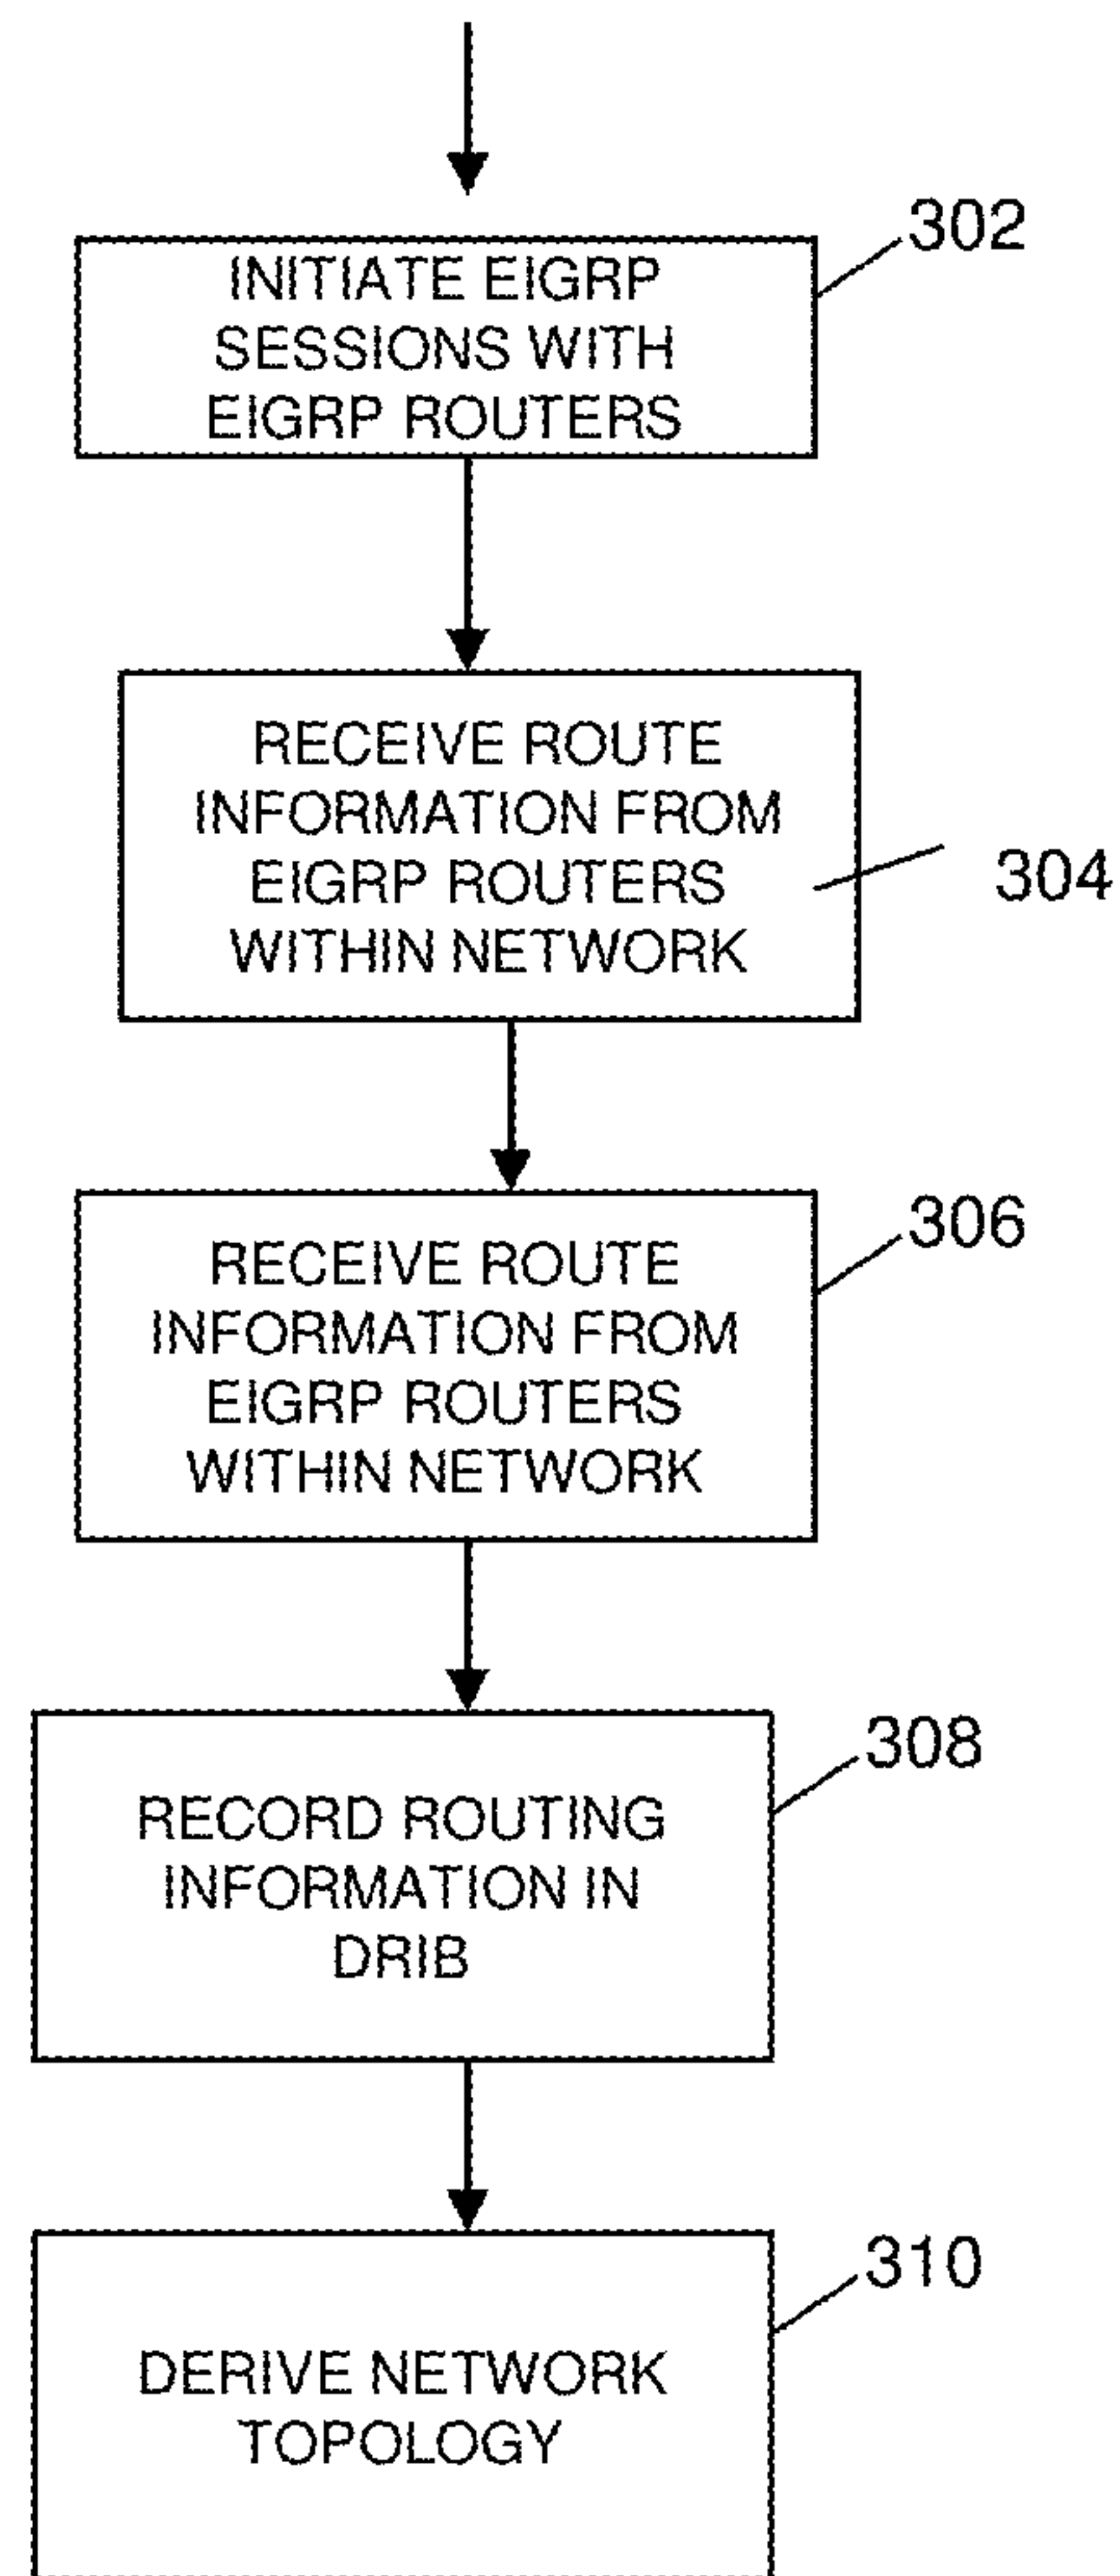 302
INITIATE EIGRP
SESSIONS WITH
EIGRP ROUTERS
RECEIVE ROUTE
INFORMATION FROM
EIGRP ROUTERS
WITHIN NETWORK
304
306
RECEIVE ROUTE
INFORMATION FROM
EIGRP ROUTERS
WITHIN NETWORK
308
RECORD ROUTING
INFORMATION IN
DRIB
310
DERIVE NETWORK
TOPOLOGY